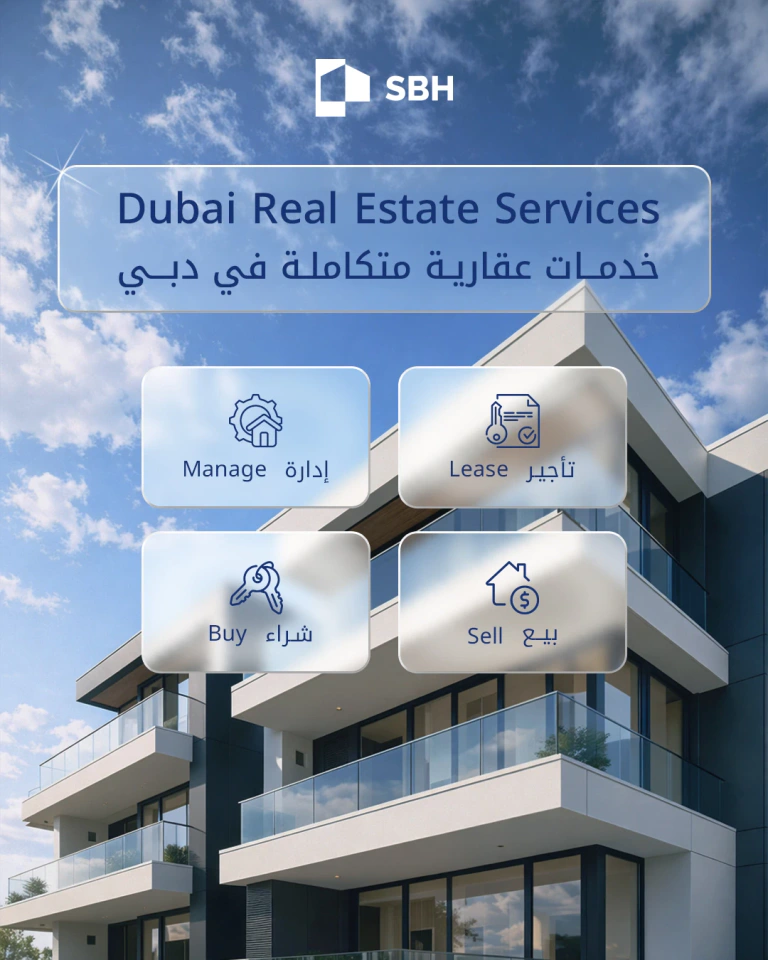 SBH
Dubai Real Estate Services
خدمات عقارية متكاملة في دبي
Manage إدارة
Lease تأجير
Buy شراء
Sell بيع